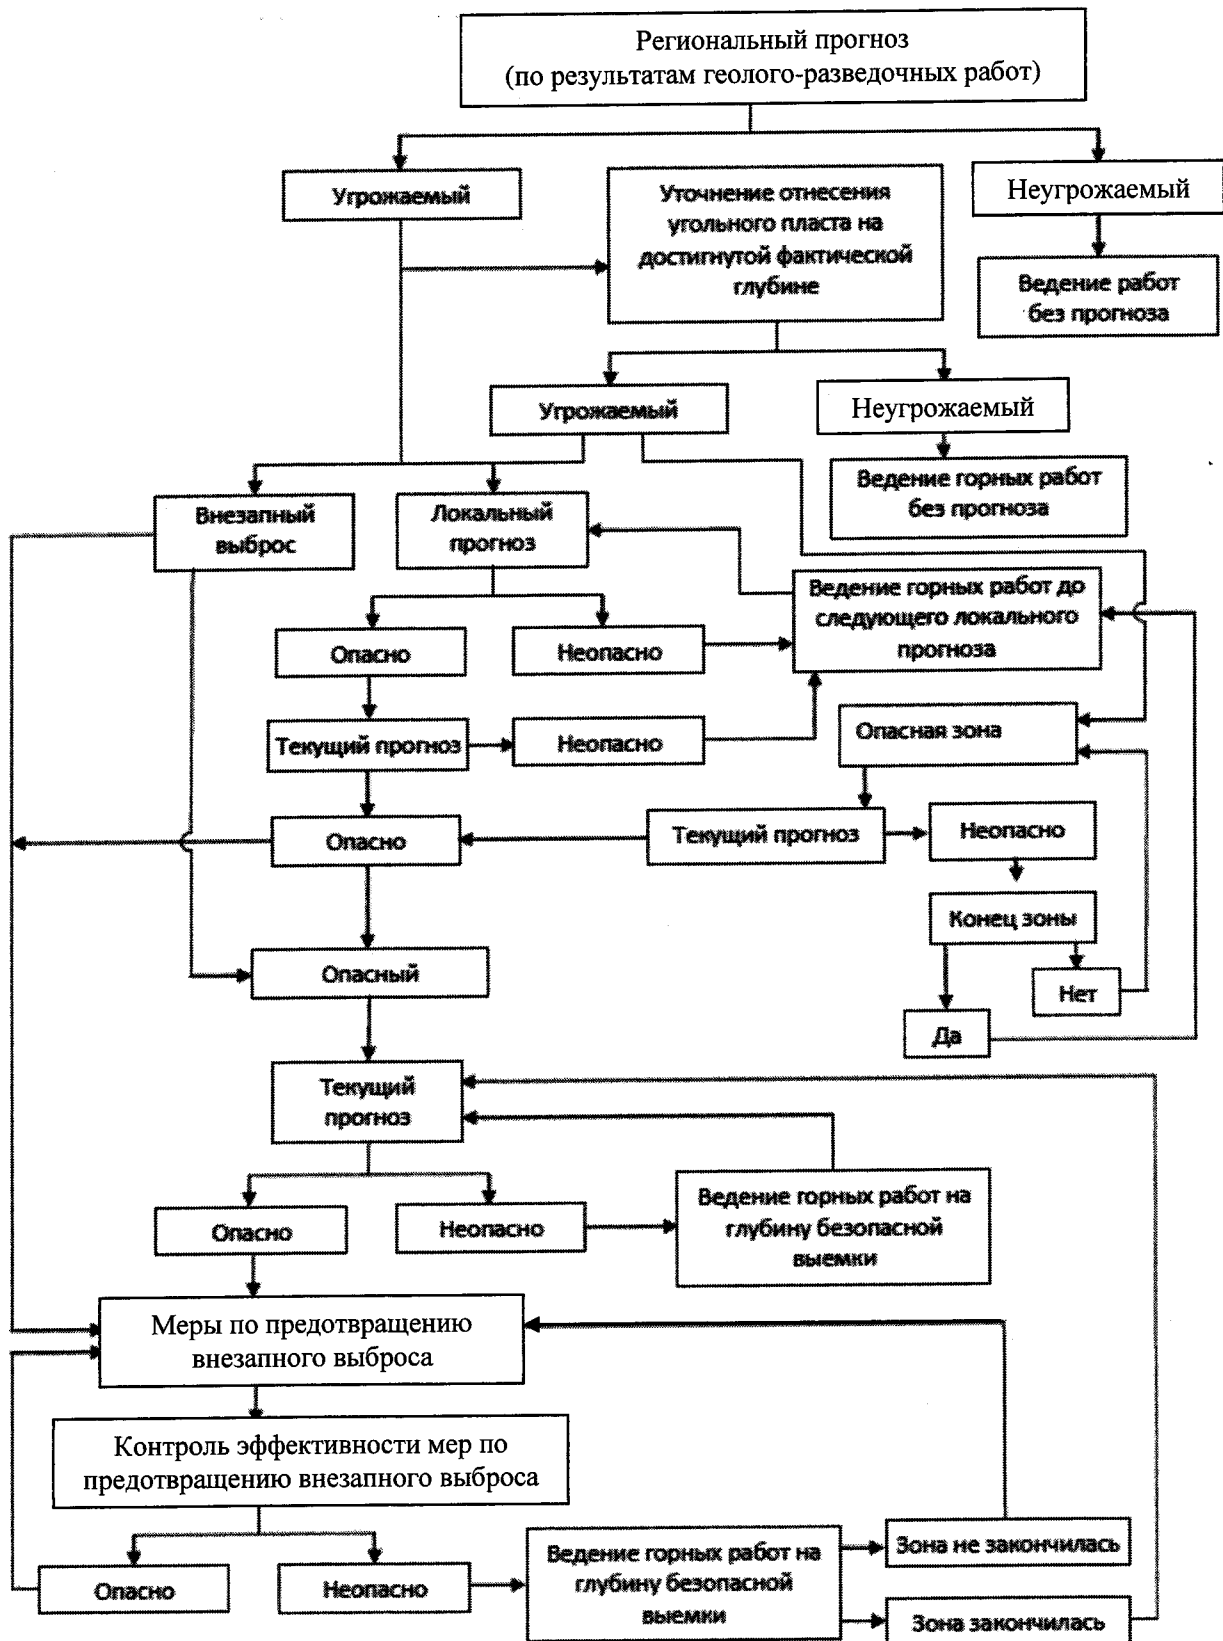 Региональный прогноз
(по результатам геолого-разведочных работ)
Угрожаемый
Уточнение отнесения
угольного пласта на
достигнутой фактической
глубине
Неугрожаемый
Ведение работ
без прогноза
Угрожаемый
Неугрожаемый
Ведение горных работ
без прогноза
Внезапный
выброс
Локальный
прогноз
Ведение горных работ до
следующего локального
прогноза
Опасно
Неопасно
Текущий прогноз
Неопасно
Опасная зона
Опасно
Текущий прогноз
Неопасно
Конец зоны
Опасный
Нет
Да
Текущий
прогноз
Опасно
Неопасно
Ведение горных работ на
глубину безопасной
выемки
Меры по предотвращению
внезапного выброса
Контроль эффективности мер по
предотвращению внезапного выброса
Опасно
Неопасно
Ведение горных работ на
глубину безопасной
выемки
Зона не закончилась
Зона закончилась